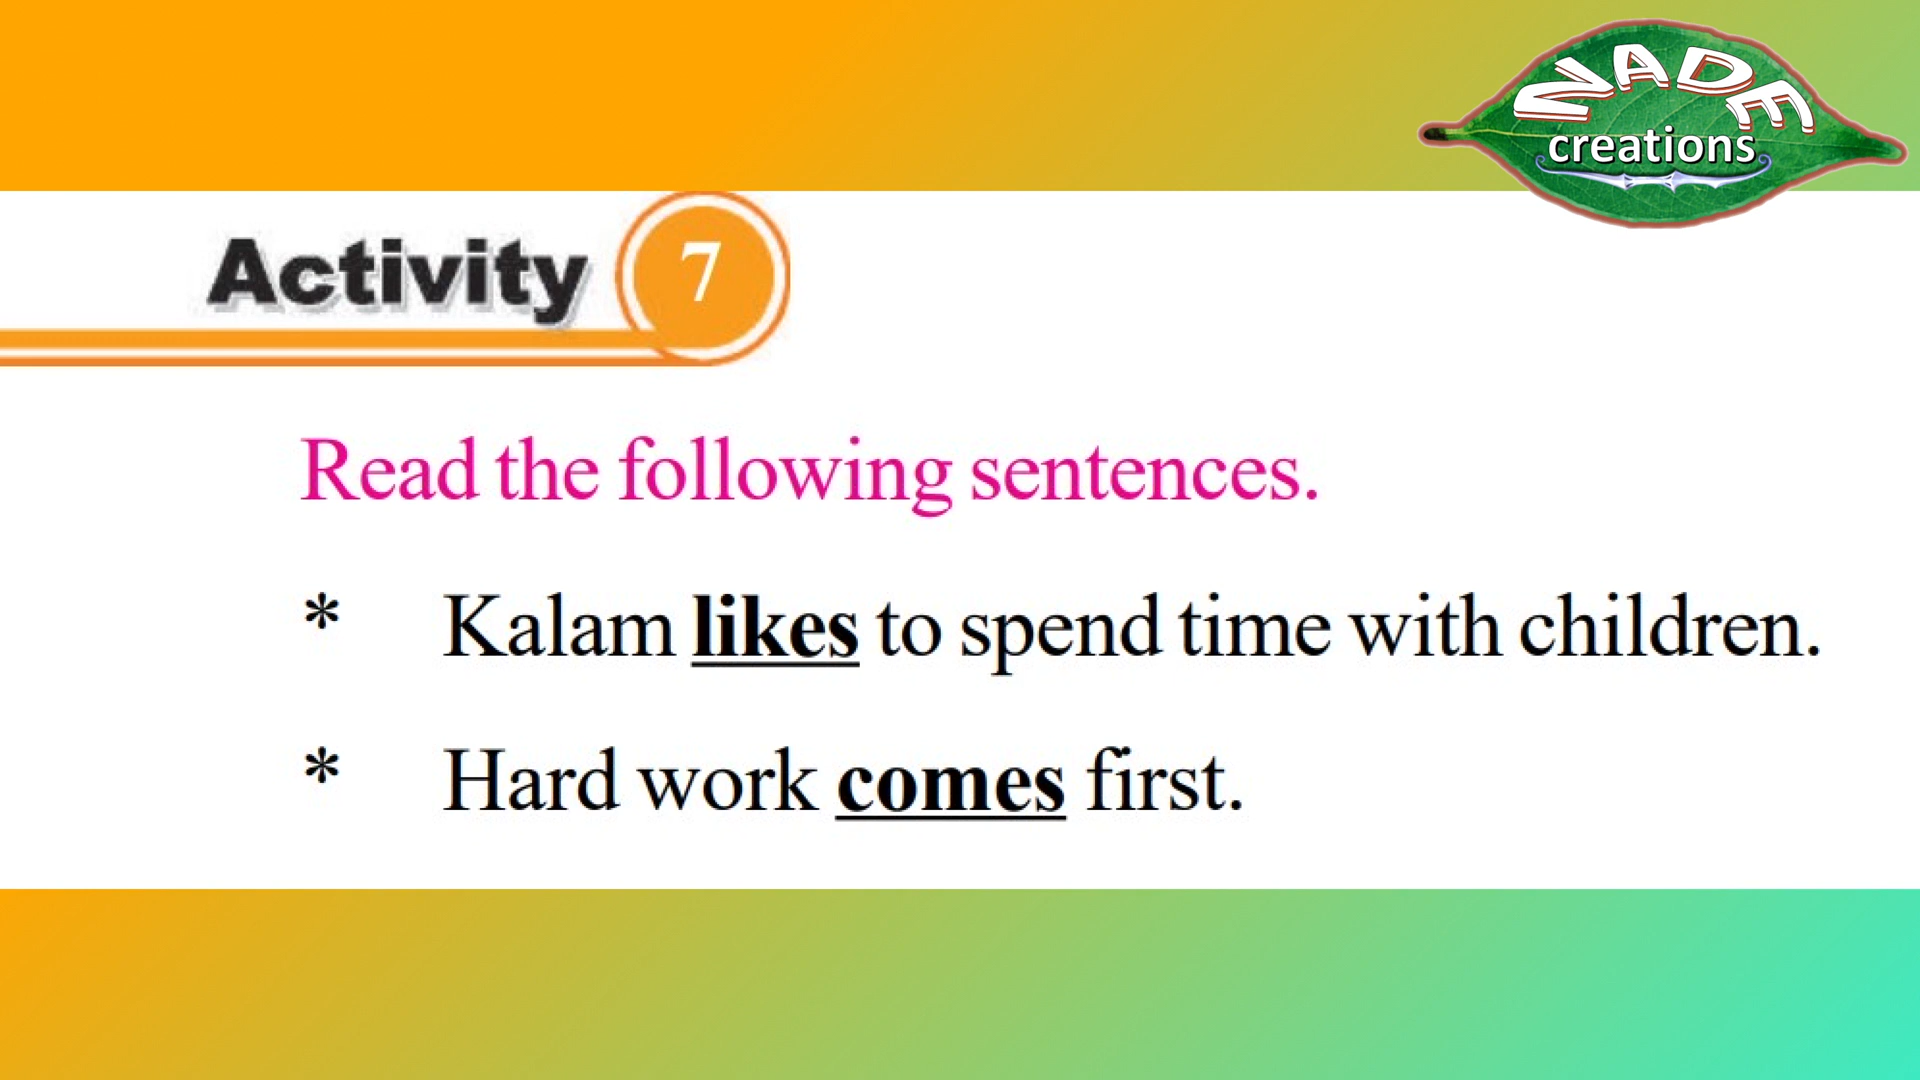 NADE
creations
Activity 7
Read the following sentences.
* Kalam likes to spend time with children.
* Hard work comes first.